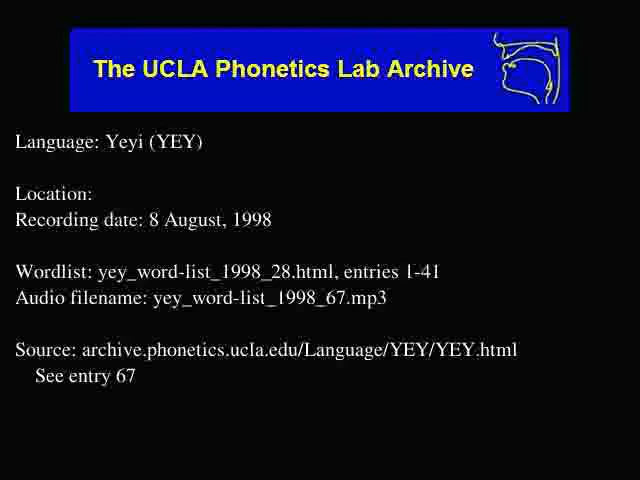 The UCLA Phonetics Lab Archive
Language: Yeyi (YEY)
Location:
Recording date: 8 August, 1998
Wordlist: yey_word-list_1998_28.html, entries 1-41
Audio filename: yey_word-list_1998_67.mp3
Source: archive.phonetics.ucla.edu/Language/YEY/YEY.html
See entry 67